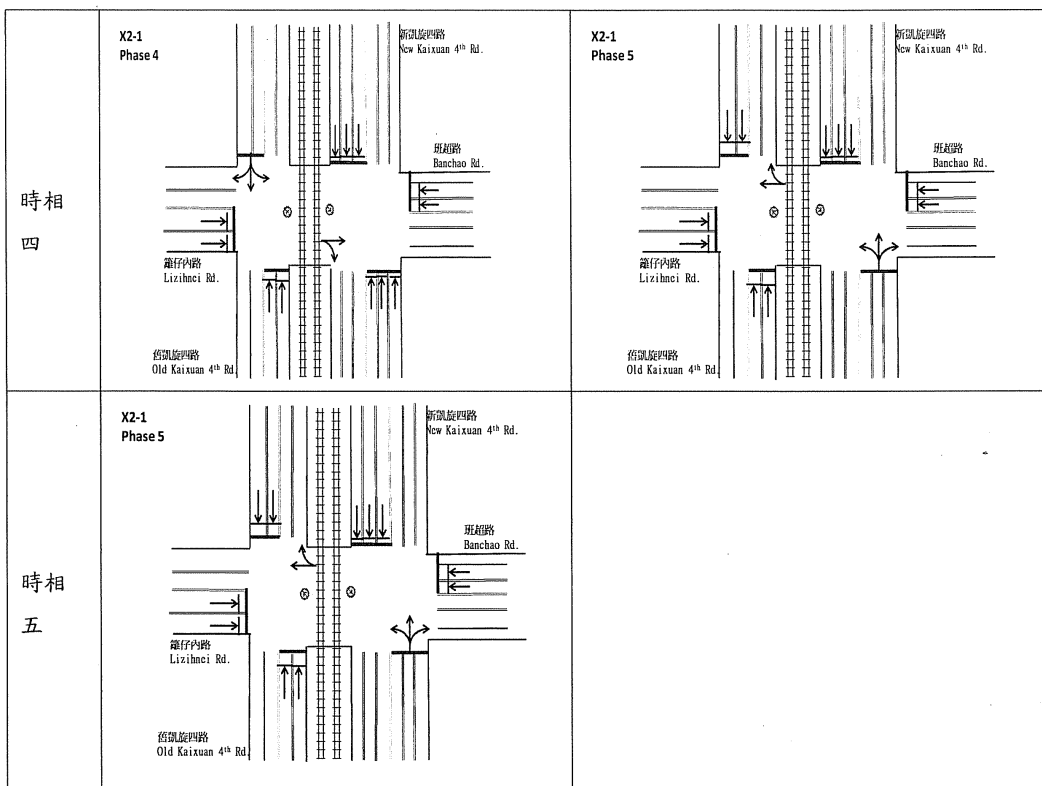 時相
四
X2-1
Phase 4
新凱旋四路
New Kaixuan 4th Rd.
班超路
Banchao Rd.
籬仔內路
Lizihnei Rd.
舊凱旋四路
Old Kaixuan 4th Rd.
X2-1
Phase 5
新凱旋四路
New Kaixuan 4th Rd.
班超路
Banchao Rd.
籬仔內路
Lizihnei Rd.
舊凱旋四路
Old Kaixuan 4th Rd.
時相
五
X2-1
Phase 5
新凱旋四路
New Kaixuan 4th Rd.
班超路
Banchao Rd.
籬仔內路
Lizihnei Rd.
舊凱旋四路
Old Kaixuan 4th Rd.